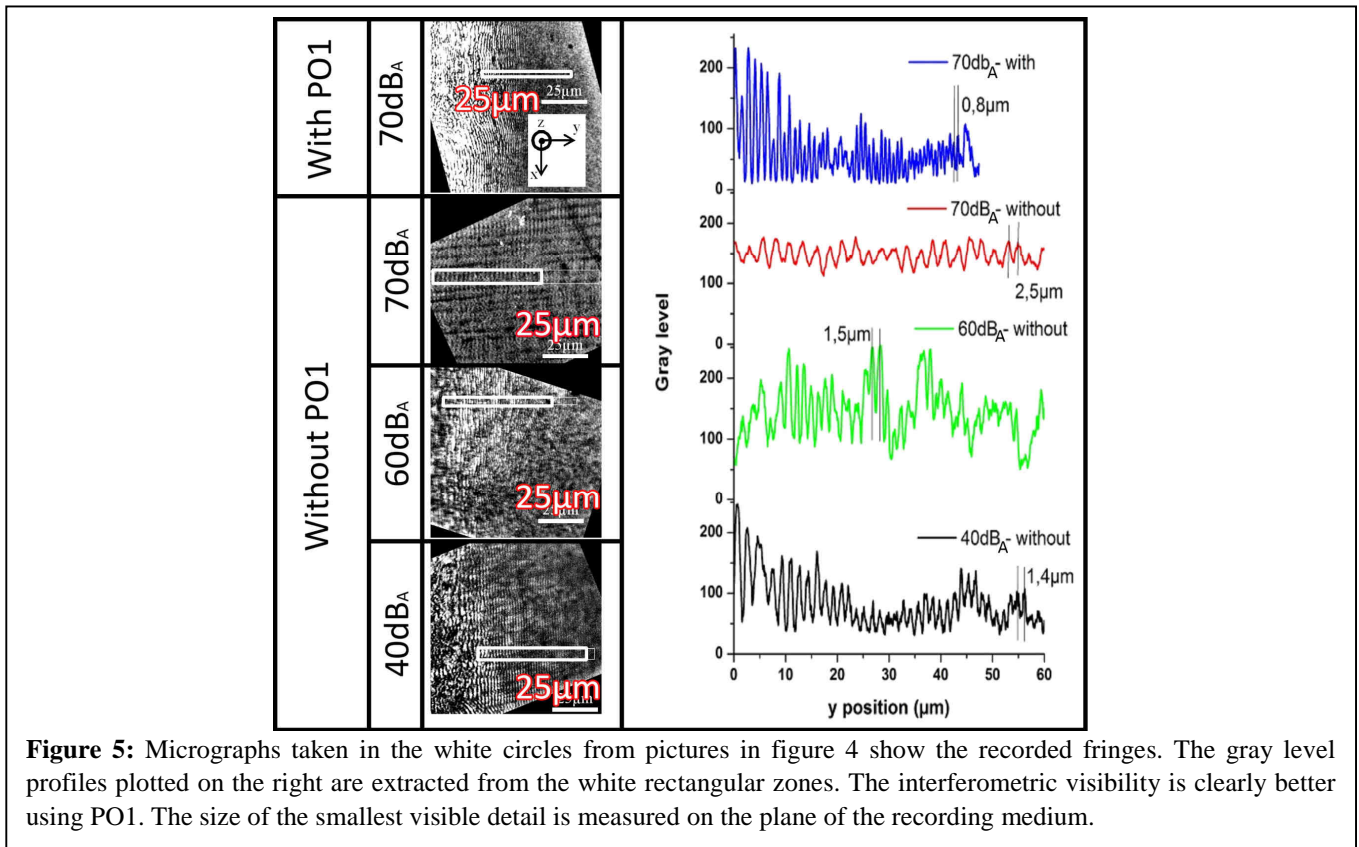 With PO1
70dBA
25µm
25µm
z
y
x
Without PO1
70dBA
25µm
25µm
60dBA
25µm
25µm
40dBA
25µm
25µm
Gray level
200
100
0
200
100
0
200
100
0
200
100
0
70dbA- with
0,8µm
70dBA- without
2,5µm
60dBA- without
1,5µm
40dBA- without
1,4µm
0 10 20 30 40 50 60
y position (µm)
Figure 5: Micrographs taken in the white circles from pictures in figure 4 show the recorded fringes. The gray level
profiles plotted on the right are extracted from the white rectangular zones. The interferometric visibility is clearly better
using PO1. The size of the smallest visible detail is measured on the plane of the recording medium.